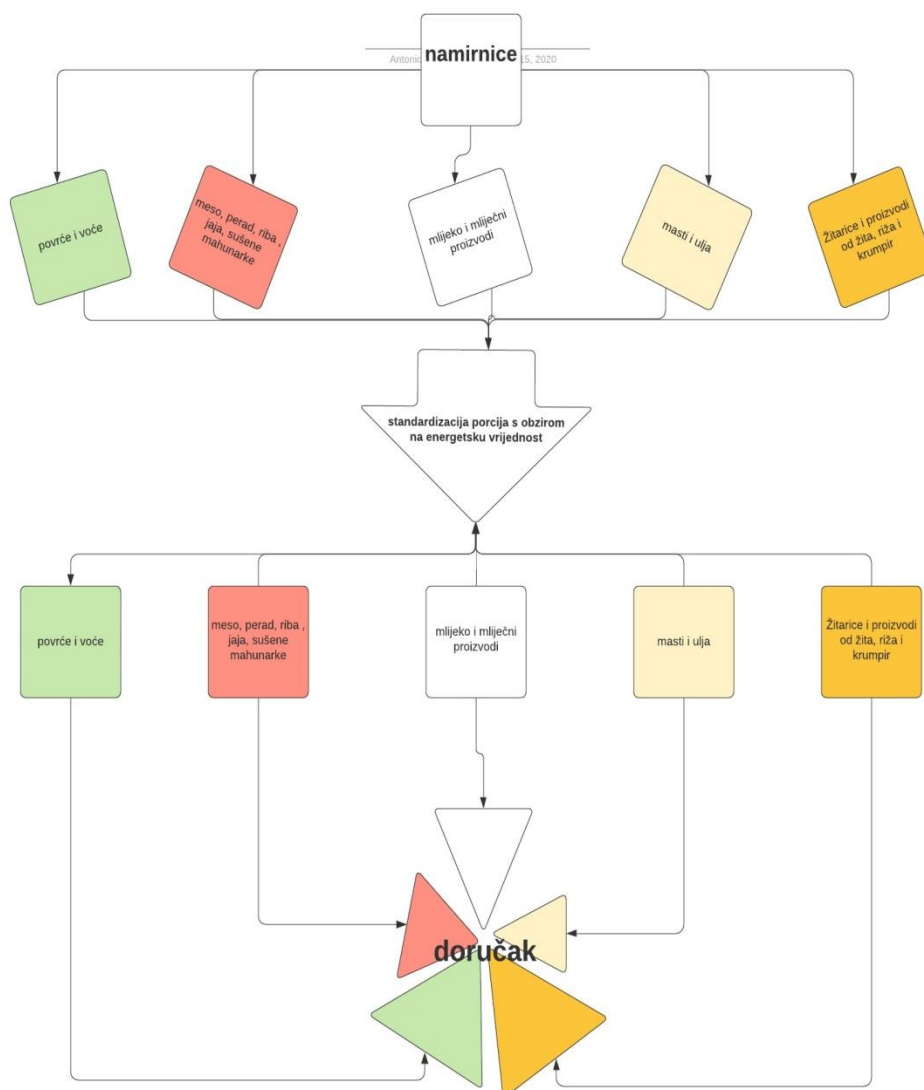 namirnice
Antonio 15, 2020
povrće i voće
meso, perad, riba ,
jaja, sušene
mahunarke
mlijeko i mliječni
proizvodi
masti i ulja
Žitarice i proizvodi
od žita, riža i
krumpir
standardizacija porcija s obzirom
na energetsku vrijednost
povrće i voće
meso, perad, riba ,
jaja, sušene
mahunarke
mlijeko i mliječni
proizvodi
masti i ulja
Žitarice i proizvodi
od žita, riža i
krumpir
doručak